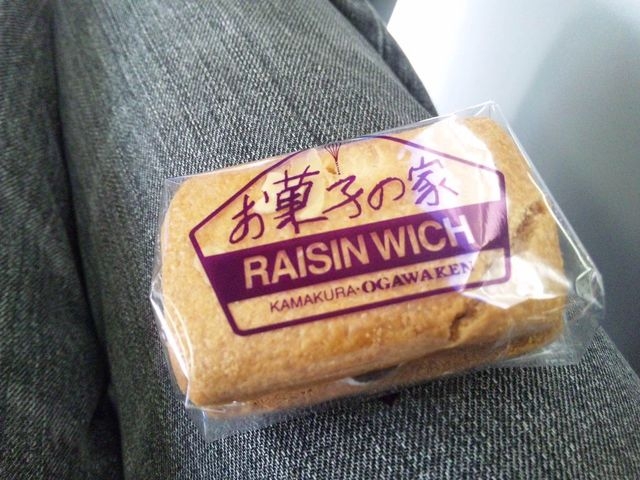 お菓子の家
RAISIN WICH
KAMAKURA·OGAWAKEN